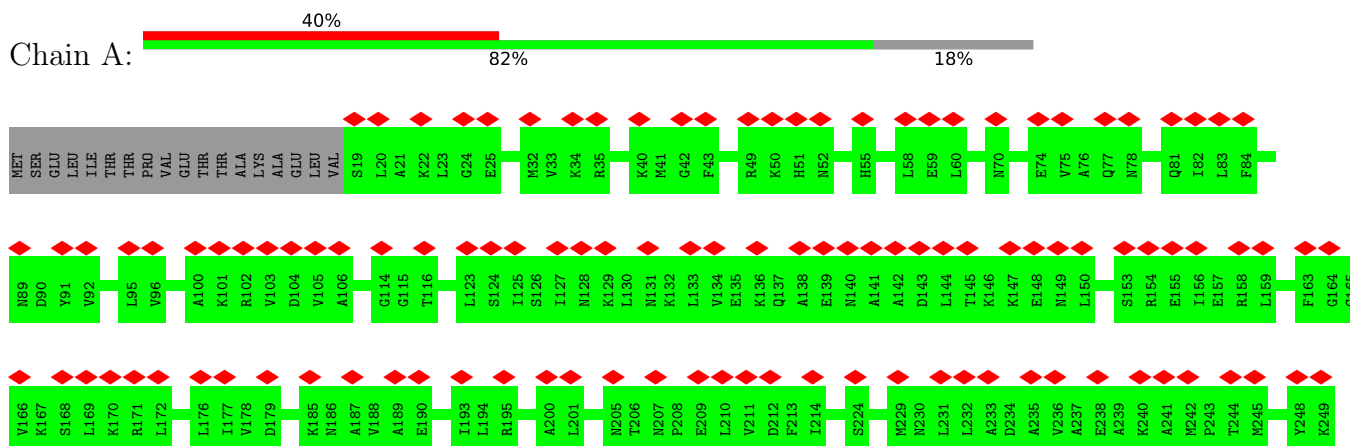 40%
Chain A:
82% 18%
MET SER GLU LEU ILE THR THR PRO VAL GLU THR THR ALA LYS ALA GLU LEU VAL S19 L20 A21 K22 L23 G24 E25 M32 V33 K34 R35 K40 M41 G42 F43 R49 K50 H51 N52 H55 L58 E59 L60 N70 E74 V75 A76 Q77 N78 Q81 I82 L83 F84
N89 D90 Y91 V92 L95 V96 A100 K101 R102 V103 D104 V105 A106 G114 G115 T116 L123 S124 I125 S126 I127 N128 K129 L130 N131 K132 L133 V134 E135 K136 Q137 A138 E139 N140 A141 A142 D143 L144 T145 K146 K147 E148 N149 L150 S153 R154 E155 I156 E157 R158 L159 F163 G164
V166 K167 S168 L169 K170 R171 L172 L176 I177 V178 D179 K185 N186 A187 V188 A189 E190 I193 L194 R195 A200 L201 N205 T206 N207 P208 E209 L210 V211 D212 F213 I214 S224 M229 N230 L231 L232 A233 D234 A235 V236 A237 E238 A239 K240 A241 M242 P243 T244 M245 Y248 K249